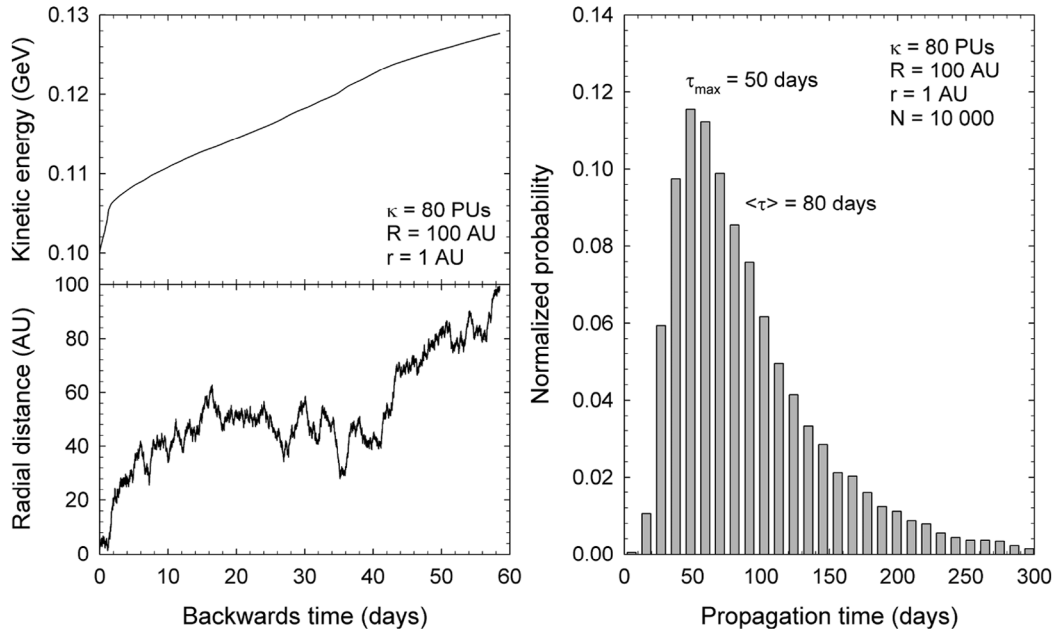 Kinetic energy (GeV)
0.13
0.12
0.11
0.10
κ = 80 PUs
R = 100 AU
r = 1 AU
Radial distance (AU)
100
80
60
40
20
0
0 10 20 30 40 50 60
Backwards time (days)
Normalized probability
0.14
0.12
0.10
0.08
0.06
0.04
0.02
0.00
κ = 80 PUs
R = 100 AU
r = 1 AU
N = 10 000
τmax = 50 days
<τ> = 80 days
0 50 100 150 200 250 300
Propagation time (days)